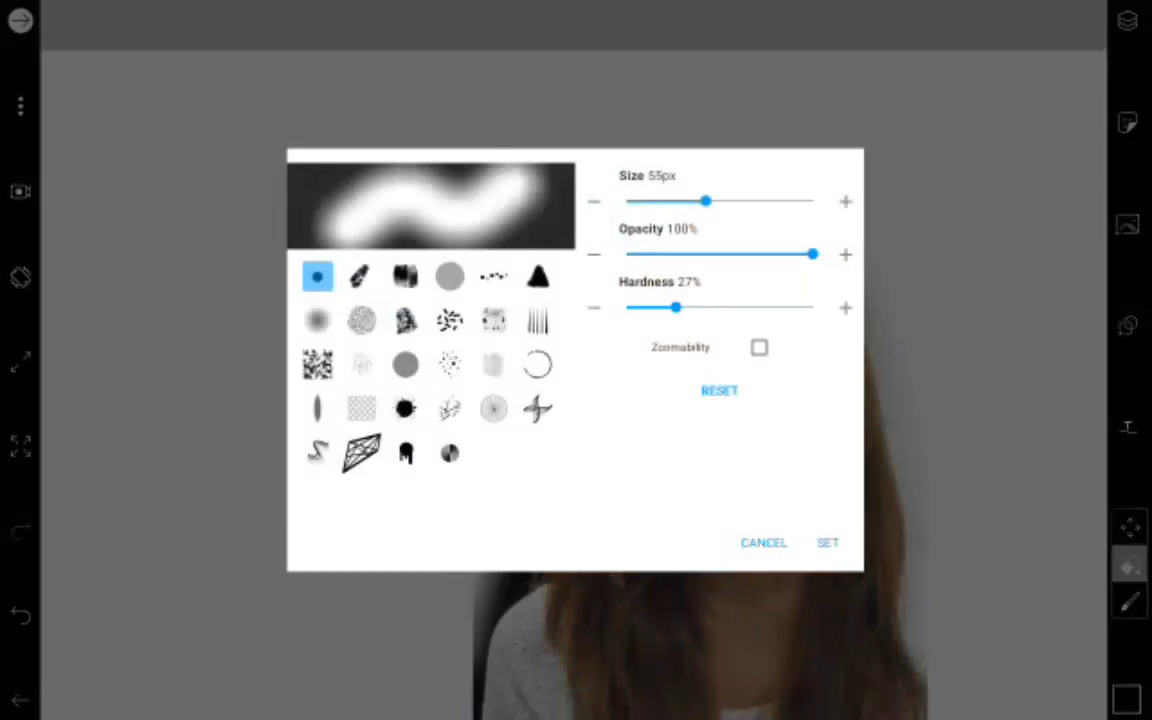 Size 55px
Opacity 100%
Hardness 27%
Zoomability
RESET
CANCEL SET